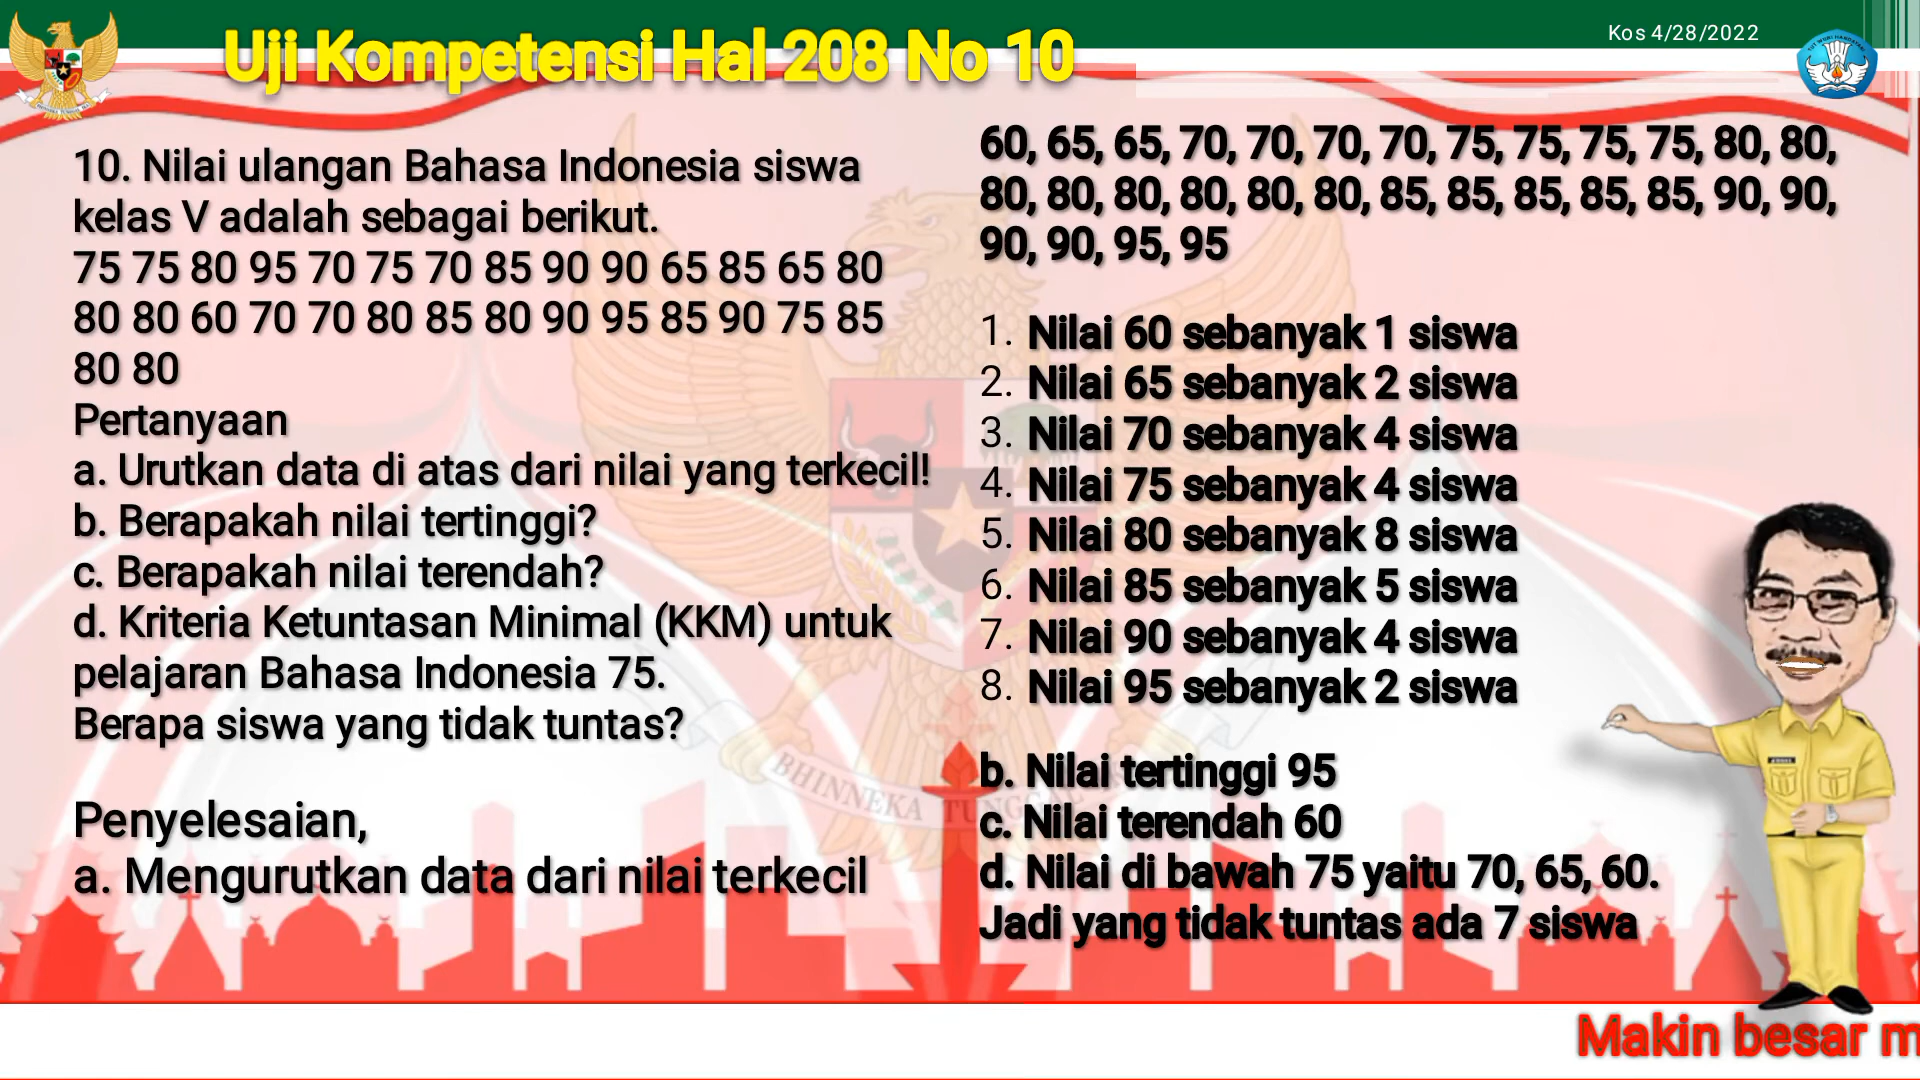 Uji Kompetensi Hal 208 No 10
Kos 4/28/2022
10. Nilai ulangan Bahasa Indonesia siswa
kelas V adalah sebagai berikut.
75 75 80 95 70 75 70 85 90 90 65 85 65 80
80 80 60 70 70 80 85 80 90 95 85 90 75 85
80 80
Pertanyaan
a. Urutkan data di atas dari nilai yang terkecil!
b. Berapakah nilai tertinggi?
c. Berapakah nilai terendah?
d. Kriteria Ketuntasan Minimal (KKM) untuk
pelajaran Bahasa Indonesia 75.
Berapa siswa yang tidak tuntas?
Penyelesaian,
a. Mengurutkan data dari nilai terkecil
60, 65, 65, 70, 70, 70, 70, 75, 75, 75, 75, 80, 80,
80, 80, 80, 80, 80, 80, 85, 85, 85, 85, 85, 90, 90,
90, 90, 95, 95
1. Nilai 60 sebanyak 1 siswa
2. Nilai 65 sebanyak 2 siswa
3. Nilai 70 sebanyak 4 siswa
4. Nilai 75 sebanyak 4 siswa
5. Nilai 80 sebanyak 8 siswa
6. Nilai 85 sebanyak 5 siswa
7. Nilai 90 sebanyak 4 siswa
8. Nilai 95 sebanyak 2 siswa
b. Nilai tertinggi 95
c. Nilai terendah 60
d. Nilai di bawah 75 yaitu 70, 65, 60.
Jadi yang tidak tuntas ada 7 siswa
BHINNEKA TUNGGAL
Makin besar m